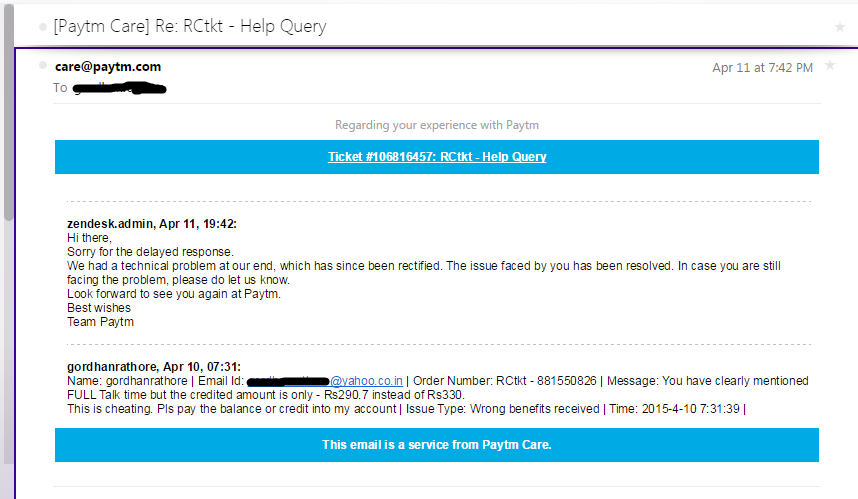 [Paytm Care] Re: RCtkt - Help Query
care@paytm.com
Apr 11 at 7:42 PM
To
Regarding your experience with Paytm
Ticket #106816457: RCtkt - Help Query
zendesk.admin, Apr 11, 19:42:
Hi there,
Sorry for the delayed response.
We had a technical problem at our end, which has since been rectified. The issue faced by you has been resolved. In case you are still
facing the problem, please do let us know.
Look forward to see you again at Paytm.
Best wishes
Team Paytm
gordhanrathore, Apr 10, 07:31:
Name: gordhanrathore | Email Id: @yahoo.co.in | Order Number: RCtkt - 881550826 | Message: You have clearly mentioned
FULL Talk time but the credited amount is only - Rs290.7 instead of Rs330.
This is cheating. Pls pay the balance or credit into my account | Issue Type: Wrong benefits received | Time: 2015-4-10 7:31:39 |
This email is a service from Paytm Care.